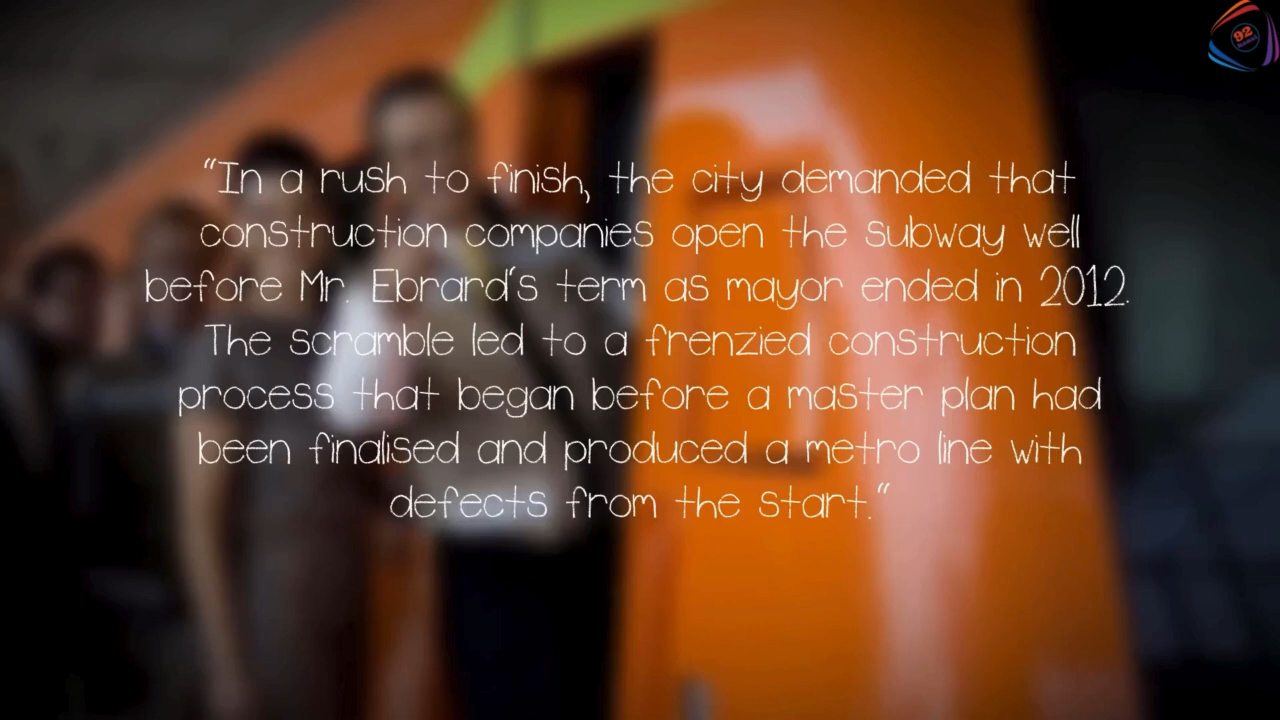 92
"In a rush to finish, the city demanded that
construction companies open the subway well
before Mr. Ebrard's term as mayor ended in 2012.
The scramble led to a frenzied construction
process that began before a master plan had
been finalised and produced a metro line with
defects from the start."